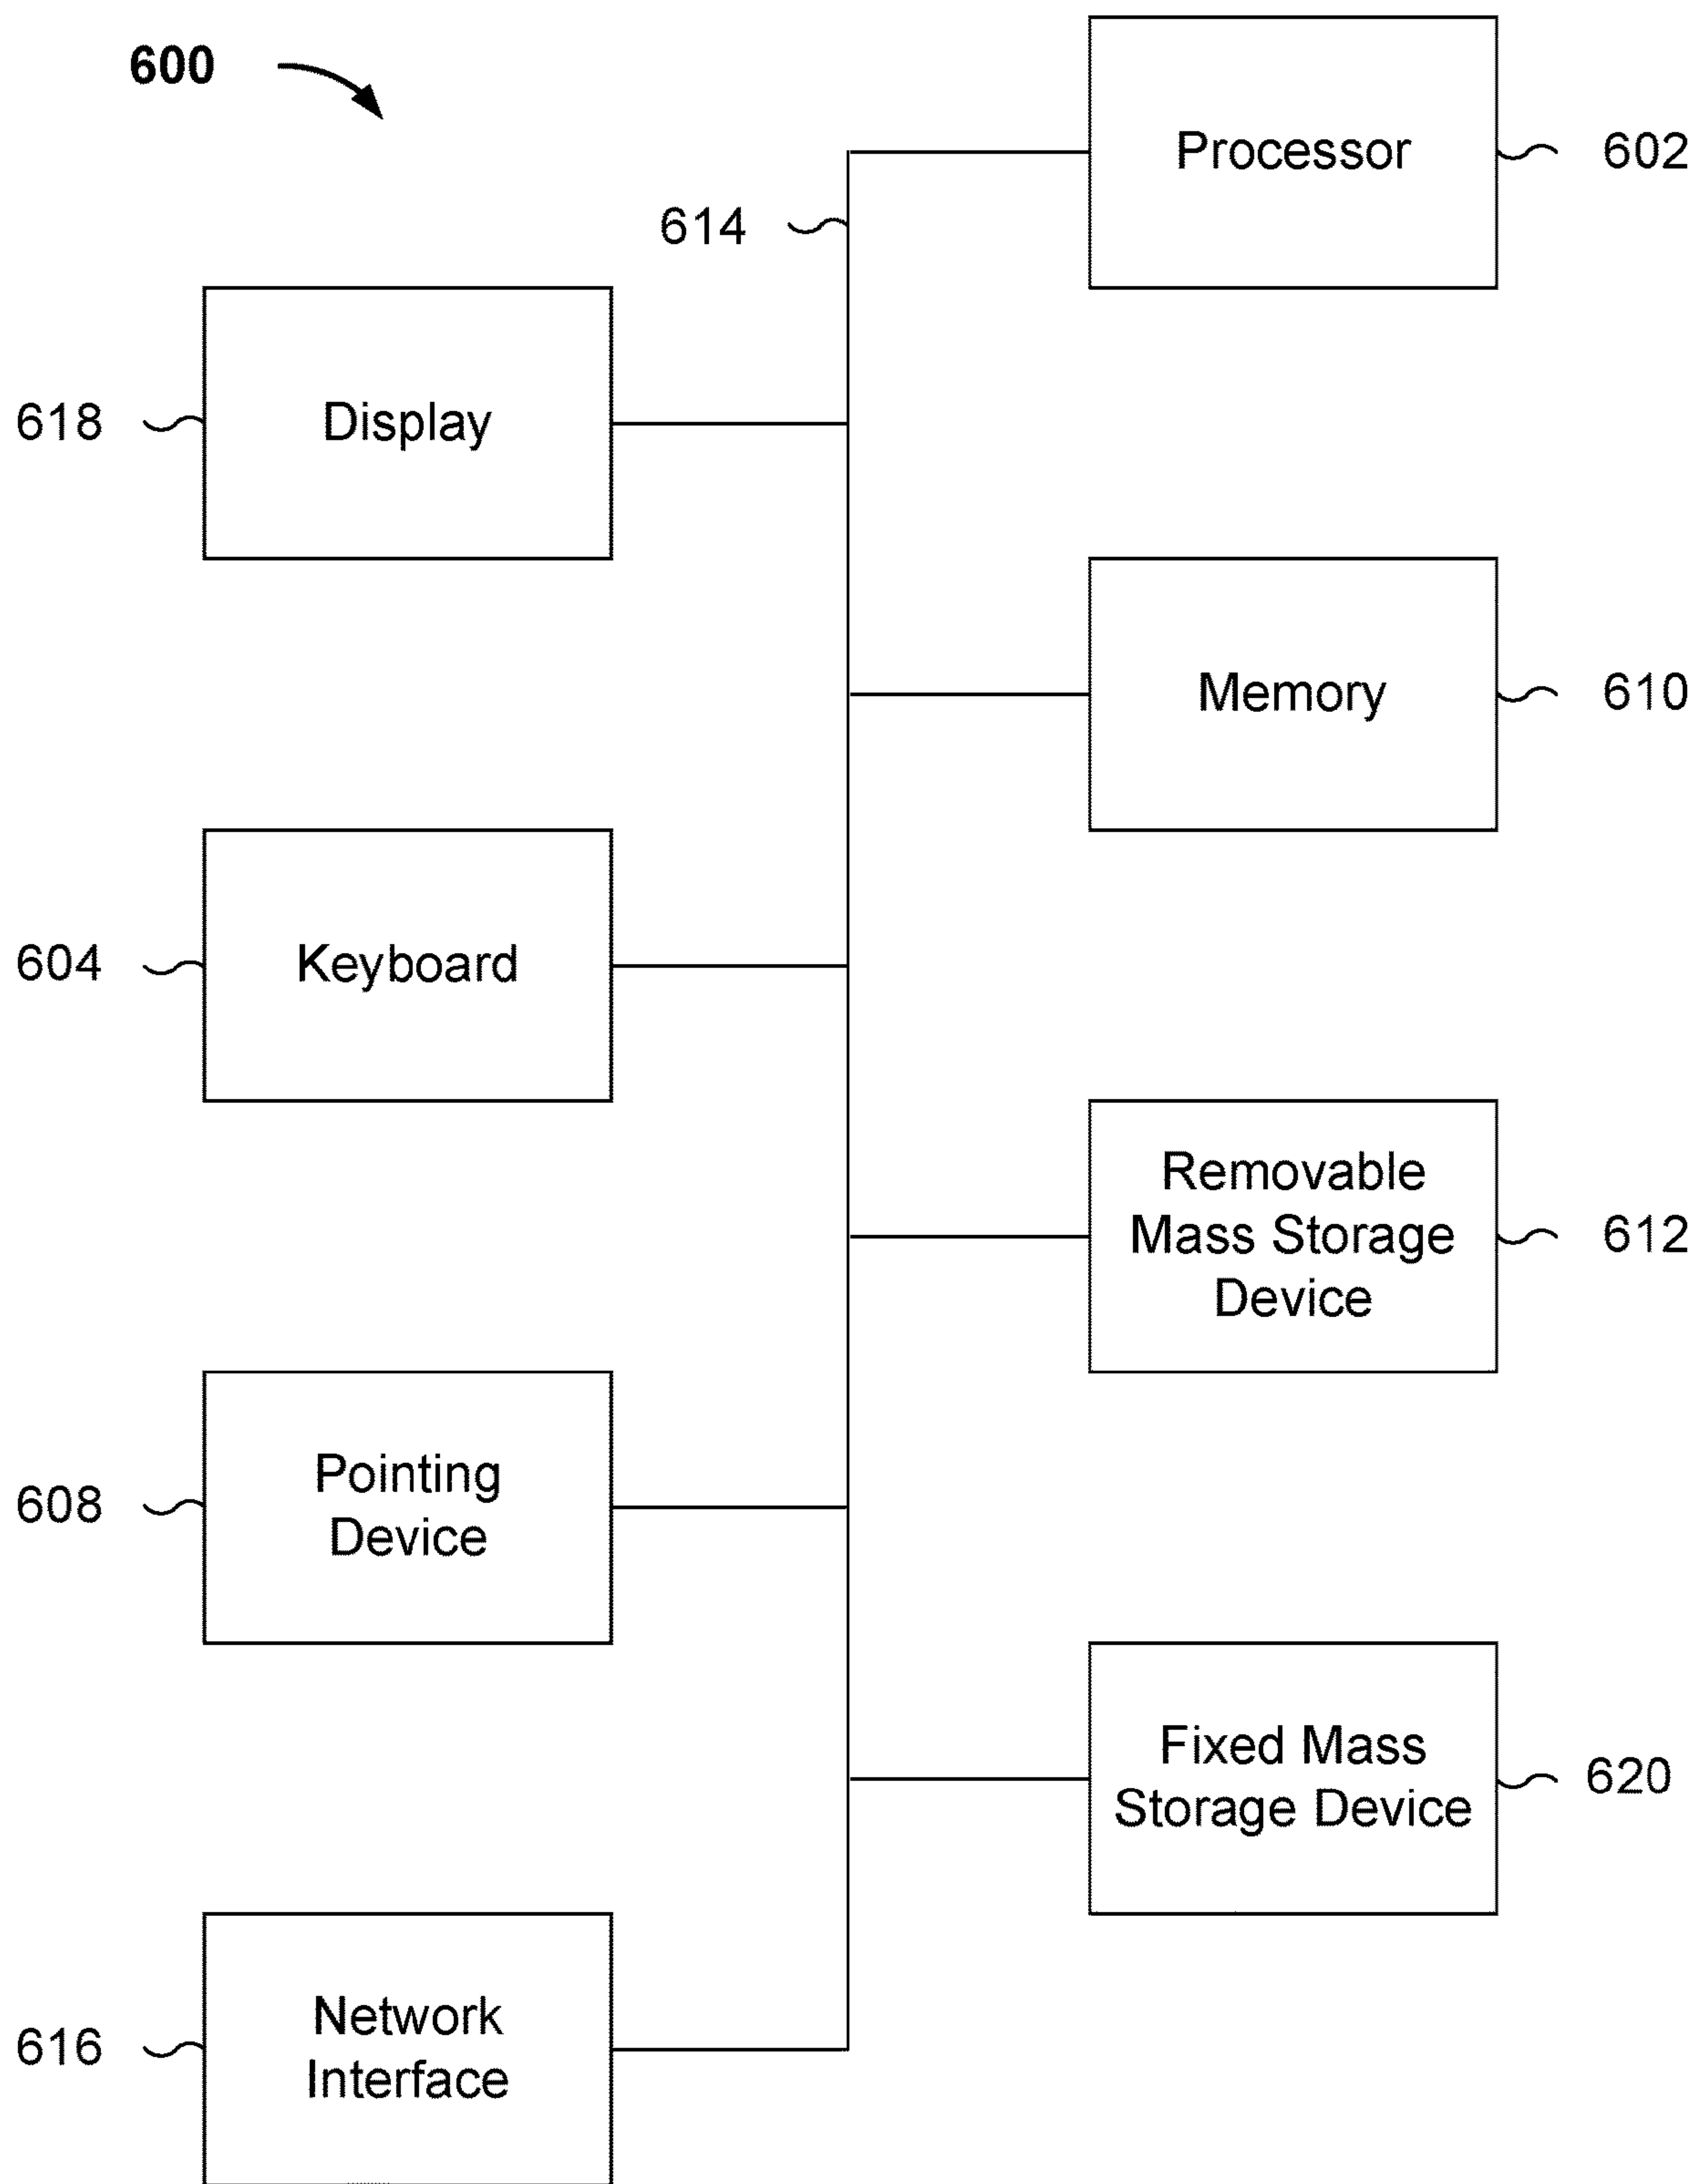 600
Processor
602
614
618
Display
Memory
610
604
Keyboard
Removable
Mass Storage
Device
612
608
Pointing
Device
Fixed Mass
Storage Device
620
616
Network
Interface